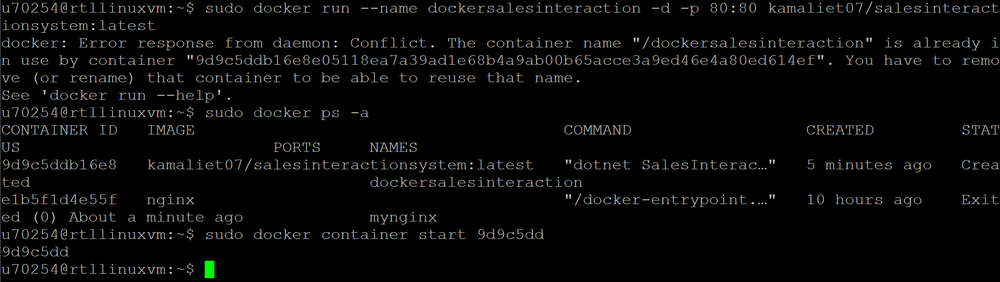 u70254@rtllinuxvm:~$ sudo docker run --name dockersalesinteraction -d -p 80:80 kamaliet07/salesinteract
ionsystem:latest
docker: Error response from daemon: Conflict. The container name "/dockersalesinteraction" is already i
n use by container "9d9c5ddb16e8e05118ea7a39ad1e68b4a9ab00b65acce3a9ed46e4a80ed614ef". You have to remo
ve (or rename) that container to be able to reuse that name.
See 'docker run --help'.
u70254@rtllinuxvm:~$ sudo docker ps -a
CONTAINER ID   IMAGE                                      COMMAND                  CREATED         STAT
US                          PORTS     NAMES
9d9c5ddb16e8   kamaliet07/salesinteractionsystem:latest   "dotnet SalesInterac…"   5 minutes ago   Crea
ted                                   dockersalesinteraction
e1b5f1d4e55f   nginx                                      "/docker-entrypoint.…"   10 hours ago    Exit
ed (0) About a minute ago             mynginx
u70254@rtllinuxvm:~$ sudo docker container start 9d9c5dd
9d9c5dd
u70254@rtllinuxvm:~$